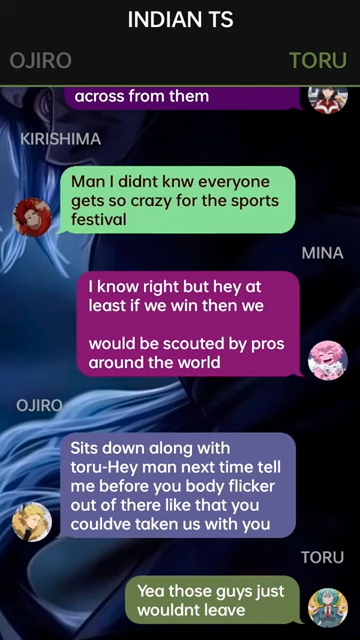 INDIAN TS
OJIRO
TORU
across from them
KIRISHIMA
Man I didnt knw everyone
gets so crazy for the sports
festival
MINA
I know right but hey at
least if we win then we
would be scouted by pros
around the world
OJIRO
Sits down along with
toru-Hey man next time tell
me before you body flicker
out of there like that you
couldve taken us with you
TORU
Yea those guys just
wouldnt leave